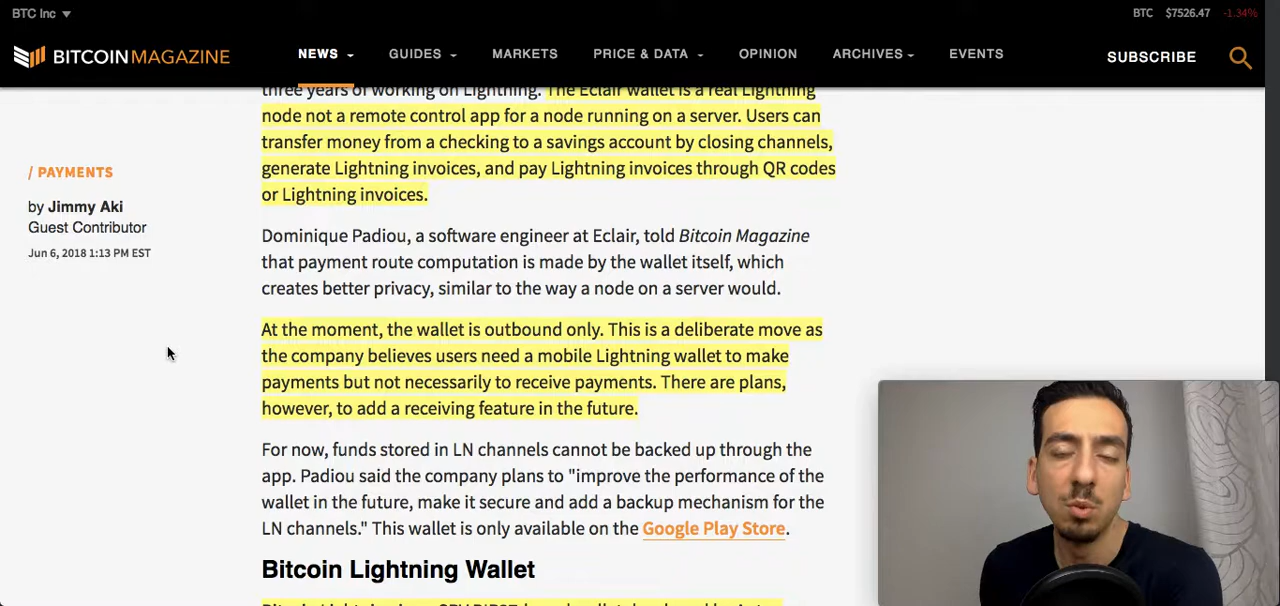 BTC Inc
BTC $7526.47 -1.34%
BITCOINMAGAZINE
NEWS GUIDES MARKETS PRICE & DATA OPINION ARCHIVES EVENTS SUBSCRIBE
three years of working on Lightning. The Eclair wallet is a real Lightning
node not a remote control app for a node running on a server. Users can
transfer money from a checking to a savings account by closing channels,
generate Lightning invoices, and pay Lightning invoices through QR codes
or Lightning invoices.
/ PAYMENTS
by Jimmy Aki
Guest Contributor
Jun 6, 2018 1:13 PM EST
Dominique Padiou, a software engineer at Eclair, told Bitcoin Magazine
that payment route computation is made by the wallet itself, which
creates better privacy, similar to the way a node on a server would.
At the moment, the wallet is outbound only. This is a deliberate move as
the company believes users need a mobile Lightning wallet to make
payments but not necessarily to receive payments. There are plans,
however, to add a receiving feature in the future.
For now, funds stored in LN channels cannot be backed up through the
app. Padiou said the company plans to "improve the performance of the
wallet in the future, make it secure and add a backup mechanism for the
LN channels." This wallet is only available on the Google Play Store.
Bitcoin Lightning Wallet